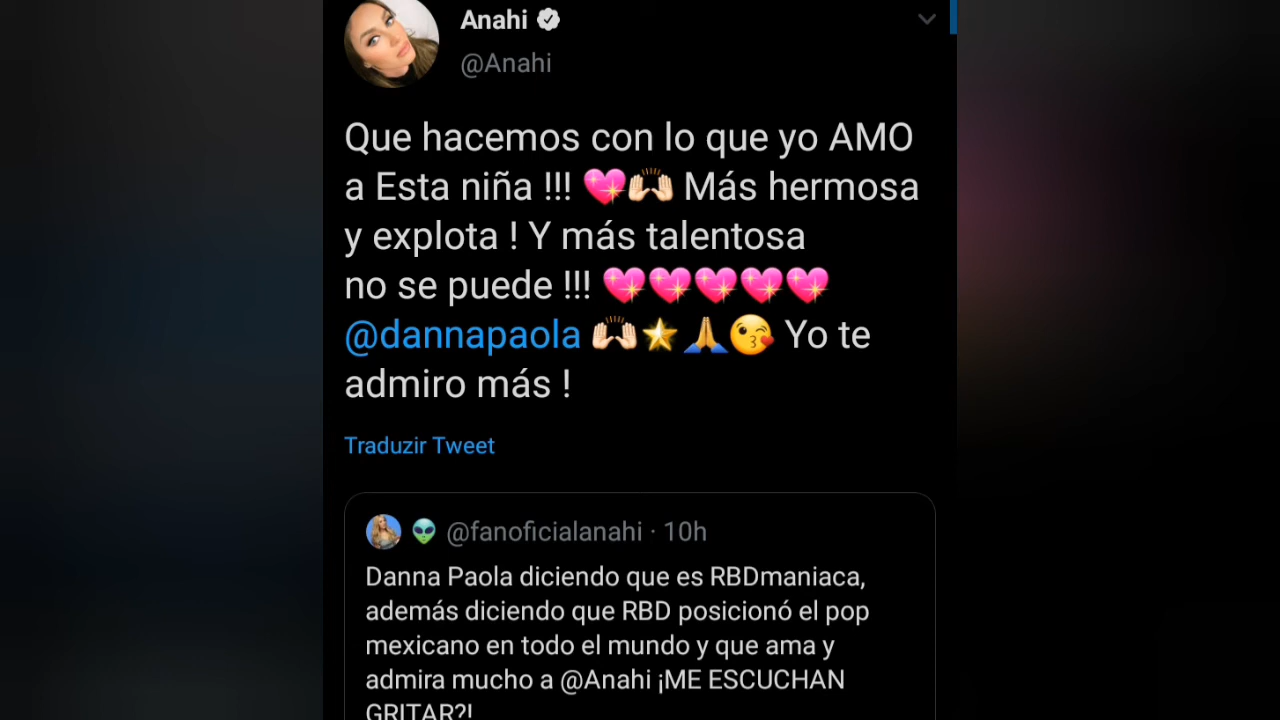 Anahi
@Anahi
Que hacemos con lo que yo AMO
a Esta niña !!! 💖🙌🏻 Más hermosa
y explota ! Y más talentosa
no se puede !!! 💖💖💖💖💖
@dannapaola 🙌🏻⭐🙏😘 Yo te
admiro más !
Traduzir Tweet
👽 @fanoficialanahi · 10h
Danna Paola diciendo que es RBDmaniaca,
además diciendo que RBD posicionó el pop
mexicano en todo el mundo y que ama y
admira mucho a @Anahi ¡ME ESCUCHAN
GRITAR?!